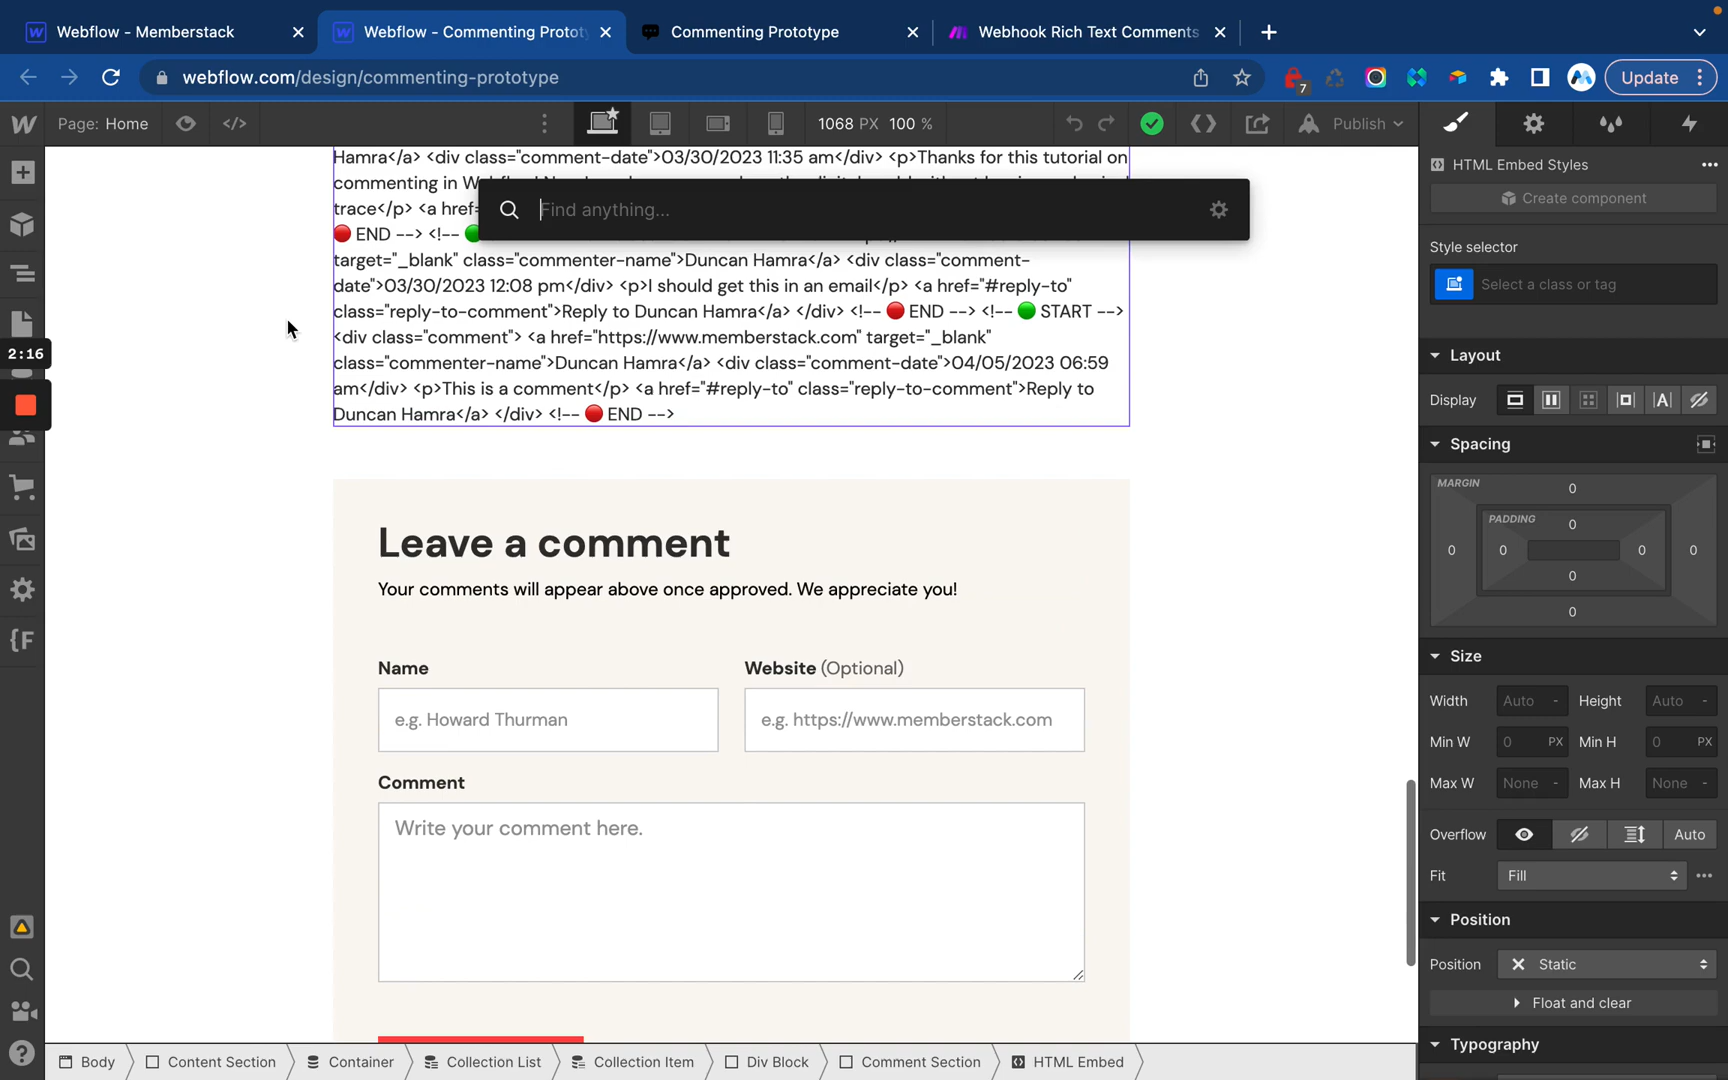 Webflow - Memberstack
Webflow - Commenting Protot
Commenting Prototype
Webhook Rich Text Comments
webflow.com/design/commenting-prototype
7
Update
Page: Home
1068 PX 100 %
Publish
Hamra</a> <div class="comment-date">03/30/2023 11:35 am</div> <p>Thanks for this tutorial on
commenting in
trace</p> <a href=
Find anything...
🔴 END --> <!-- 🟢
target="_blank" class="commenter-name">Duncan Hamra</a> <div class="comment-
date">03/30/2023 12:08 pm</div> <p>I should get this in an email</p> <a href="#reply-to"
class="reply-to-comment">Reply to Duncan Hamra</a> </div> <!-- 🔴 END --> <!-- 🟢 START -->
<div class="comment"> <a href="https://www.memberstack.com" target="_blank"
class="commenter-name">Duncan Hamra</a> <div class="comment-date">04/05/2023 06:59
am</div> <p>This is a comment</p> <a href="#reply-to" class="reply-to-comment">Reply to
Duncan Hamra</a> </div> <!-- 🔴 END -->
2:16
Leave a comment
Your comments will appear above once approved. We appreciate you!
Name
Website (Optional)
e.g. Howard Thurman
e.g. https://www.memberstack.com
Comment
Write your comment here.
HTML Embed Styles
Create component
Style selector
Select a class or tag
Layout
Display
Spacing
MARGIN
0
PADDING
0
0 0 0 0
0
0
Size
Width Auto - Height Auto -
Min W 0 PX Min H 0 PX
Max W None - Max H None -
Overflow Auto
Fit Fill
Position
Position Static
Float and clear
Typography
Body Content Section Container Collection List Collection Item Div Block Comment Section HTML Embed